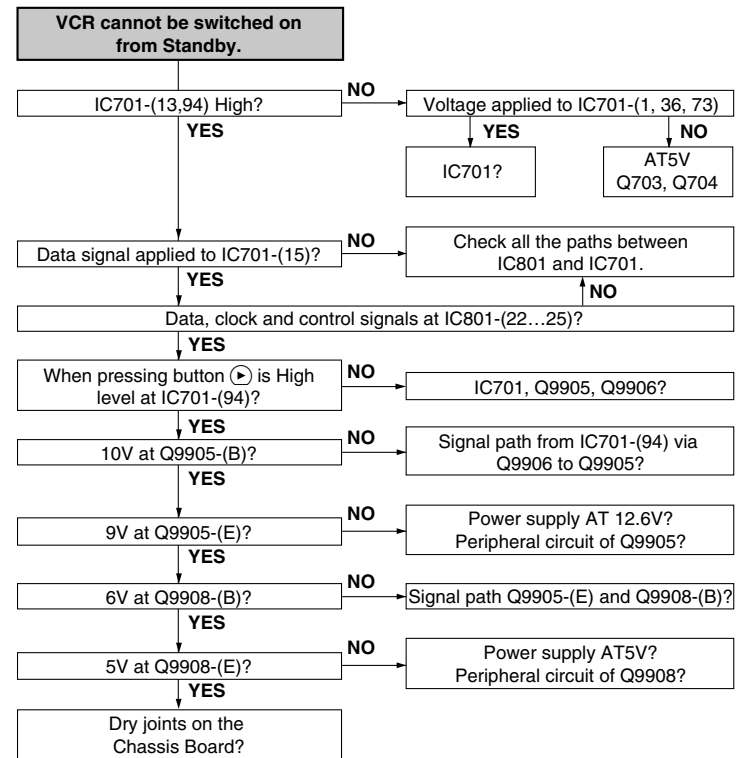 VCR cannot be switched on
from Standby.
IC701-(13,94) High?
NO
Voltage applied to IC701-(1, 36, 73)
YES
YES
NO
IC701?
AT5V
Q703, Q704
Data signal applied to IC701-(15)?
NO
Check all the paths between
IC801 and IC701.
YES
NO
Data, clock and control signals at IC801-(22...25)?
YES
When pressing button ▶ is High
level at IC701-(94)?
NO
IC701, Q9905, Q9906?
YES
10V at Q9905-(B)?
NO
Signal path from IC701-(94) via
Q9906 to Q9905?
YES
9V at Q9905-(E)?
NO
Power supply AT 12.6V?
Peripheral circuit of Q9905?
YES
6V at Q9908-(B)?
NO
Signal path Q9905-(E) and Q9908-(B)?
YES
5V at Q9908-(E)?
NO
Power supply AT5V?
Peripheral circuit of Q9908?
YES
Dry joints on the
Chassis Board?